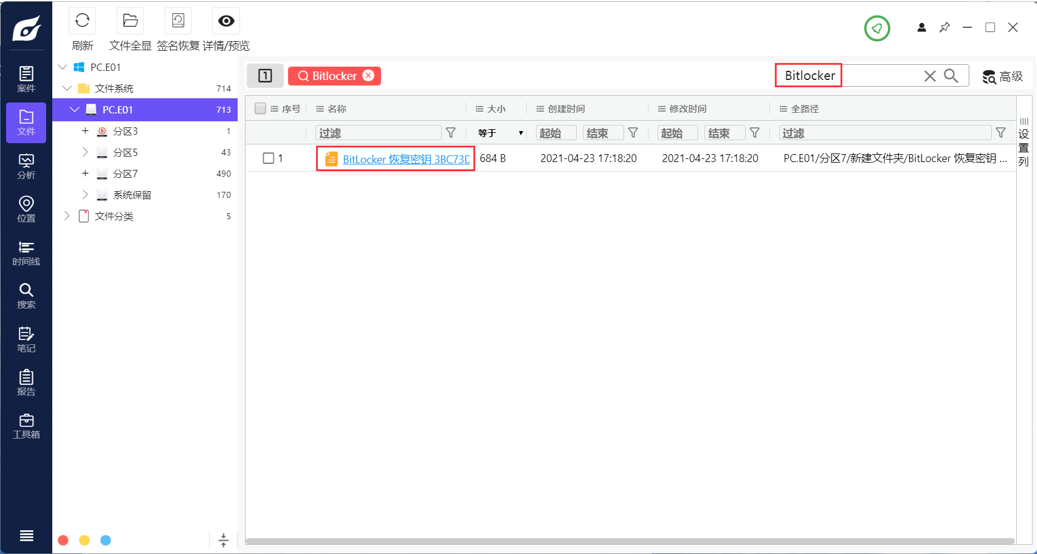 刷新
文件全显
签名恢复
详情/预览
案件
文件
分析
位置
时间线
搜索
笔记
报告
工具箱
PC.E01
文件系统 714
PC.E01 713
分区3 1
分区5 43
分区7 490
系统保留 170
文件分类 5
1
Bitlocker
Bitlocker
高级
序号 名称 大小 创建时间 修改时间 全路径
过滤 等于 起始 结束 起始 结束 过滤
1 BitLocker 恢复密钥 3BC73D 684 B 2021-04-23 17:18:20 2021-04-23 17:18:20 PC.E01/分区7/新建文件夹/BitLocker 恢复密钥 ...
设置列